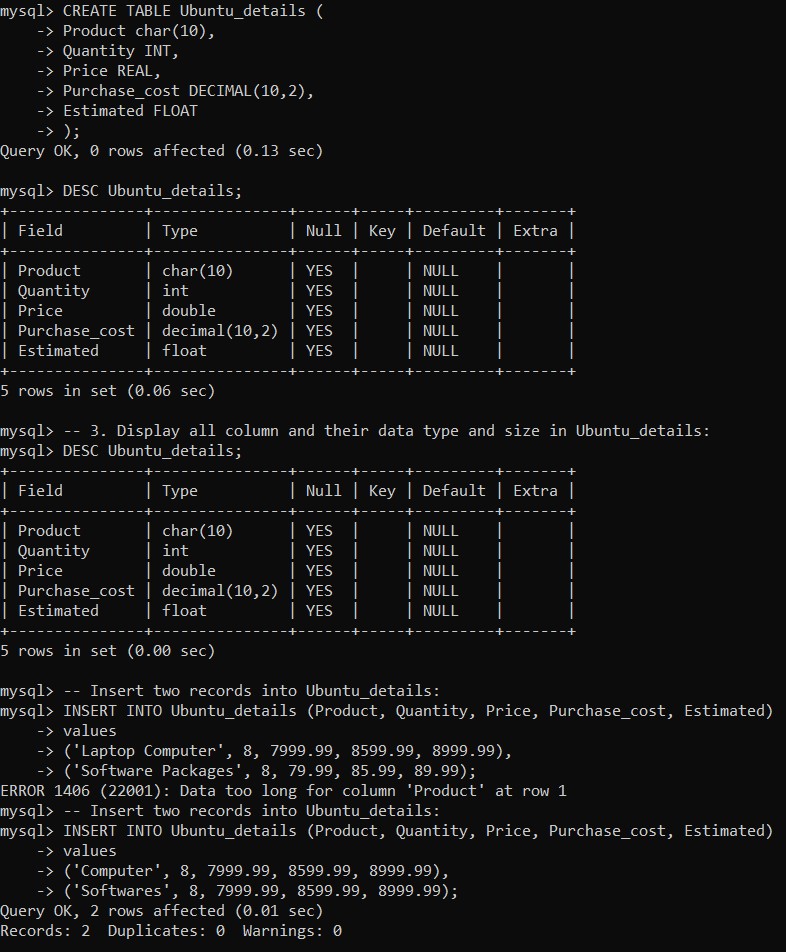 mysql> CREATE TABLE Ubuntu_details (
    -> Product char(10),
    -> Quantity INT,
    -> Price REAL,
    -> Purchase_cost DECIMAL(10,2),
    -> Estimated FLOAT
    -> );
Query OK, 0 rows affected (0.13 sec)

mysql> DESC Ubuntu_details;
+---------------+---------------+------+-----+---------+-------+
| Field         | Type          | Null | Key | Default | Extra |
+---------------+---------------+------+-----+---------+-------+
| Product       | char(10)      | YES  |     | NULL    |       |
| Quantity      | int           | YES  |     | NULL    |       |
| Price         | double        | YES  |     | NULL    |       |
| Purchase_cost | decimal(10,2) | YES  |     | NULL    |       |
| Estimated     | float         | YES  |     | NULL    |       |
+---------------+---------------+------+-----+---------+-------+
5 rows in set (0.06 sec)

mysql> -- 3. Display all column and their data type and size in Ubuntu_details:
mysql> DESC Ubuntu_details;
+---------------+---------------+------+-----+---------+-------+
| Field         | Type          | Null | Key | Default | Extra |
+---------------+---------------+------+-----+---------+-------+
| Product       | char(10)      | YES  |     | NULL    |       |
| Quantity      | int           | YES  |     | NULL    |       |
| Price         | double        | YES  |     | NULL    |       |
| Purchase_cost | decimal(10,2) | YES  |     | NULL    |       |
| Estimated     | float         | YES  |     | NULL    |       |
+---------------+---------------+------+-----+---------+-------+
5 rows in set (0.00 sec)

mysql> -- Insert two records into Ubuntu_details:
mysql> INSERT INTO Ubuntu_details (Product, Quantity, Price, Purchase_cost, Estimated)
    -> values
    -> ('Laptop Computer', 8, 7999.99, 8599.99, 8999.99),
    -> ('Software Packages', 8, 79.99, 85.99, 89.99);
ERROR 1406 (22001): Data too long for column 'Product' at row 1
mysql> -- Insert two records into Ubuntu_details:
mysql> INSERT INTO Ubuntu_details (Product, Quantity, Price, Purchase_cost, Estimated)
    -> values
    -> ('Computer', 8, 7999.99, 8599.99, 8999.99),
    -> ('Softwares', 8, 7999.99, 8599.99, 8999.99);
Query OK, 2 rows affected (0.01 sec)
Records: 2  Duplicates: 0  Warnings: 0